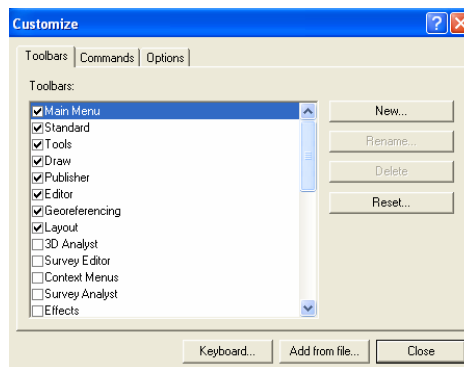 Customize
Toolbars Commands Options
Toolbars:
Main Menu
Standard
Tools
Draw
Publisher
Editor
Georeferencing
Layout
3D Analyst
Survey Editor
Context Menus
Survey Analyst
Effects
New...
Rename...
Delete
Reset...
Keyboard... Add from file... Close